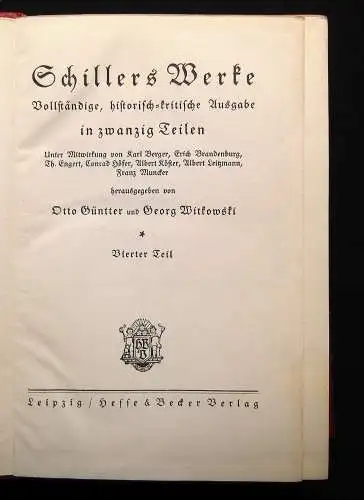 Schillers Werke
Vollständige, historisch-kritische Ausgabe
in zwanzig Teilen
Unter Mitwirkung von Karl Berger, Erich Brandenburg,
Th. Engert, Conrad Höfer, Albert Köster, Albert Leitzmann,
Franz Muncker
herausgegeben von
Otto Güntter und Georg Witkowski
*
Vierter Teil
HB
V
Leipzig / Hesse & Becker Verlag